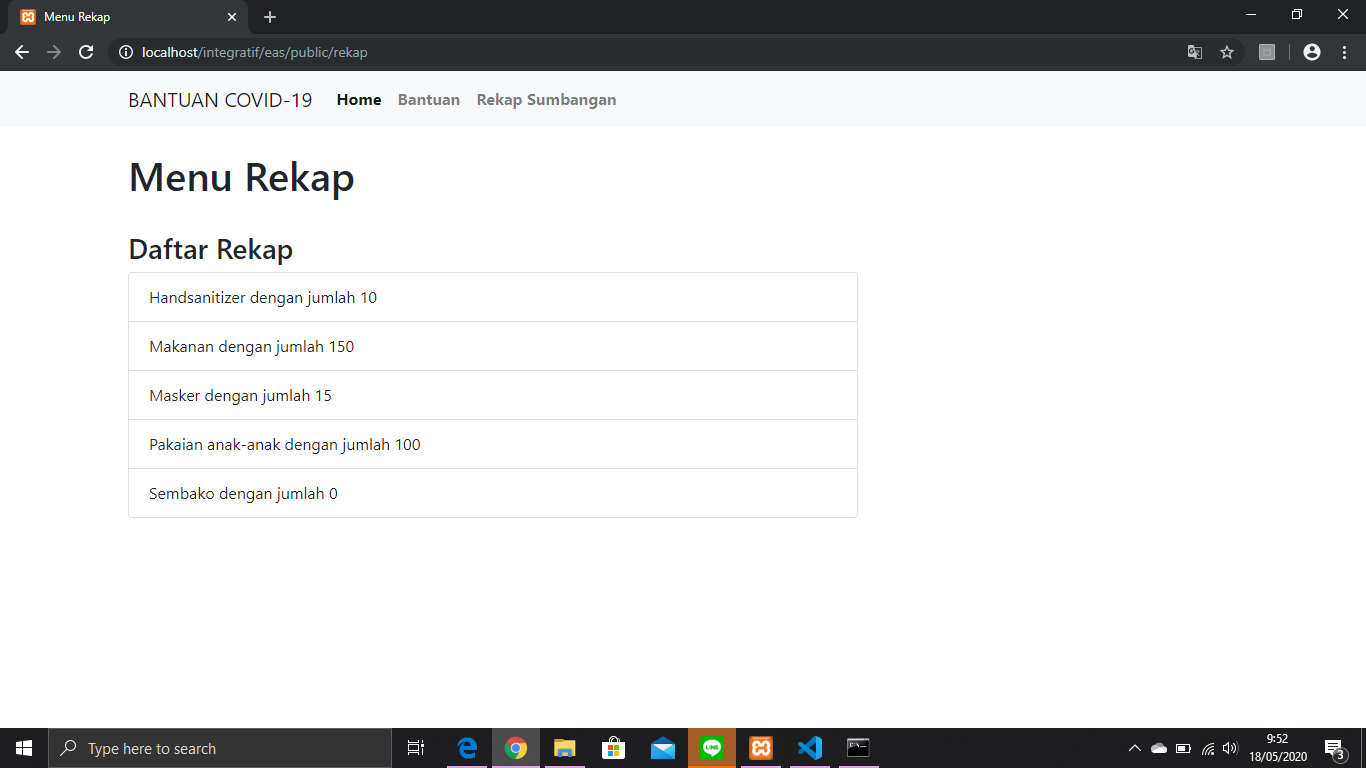 Menu Rekap
localhost/integratif/eas/public/rekap
BANTUAN COVID-19 Home Bantuan Rekap Sumbangan
Menu Rekap
Daftar Rekap
Handsanitizer dengan jumlah 10
Makanan dengan jumlah 150
Masker dengan jumlah 15
Pakaian anak-anak dengan jumlah 100
Sembako dengan jumlah 0
Type here to search
LINE
9:52
18/05/2020
3